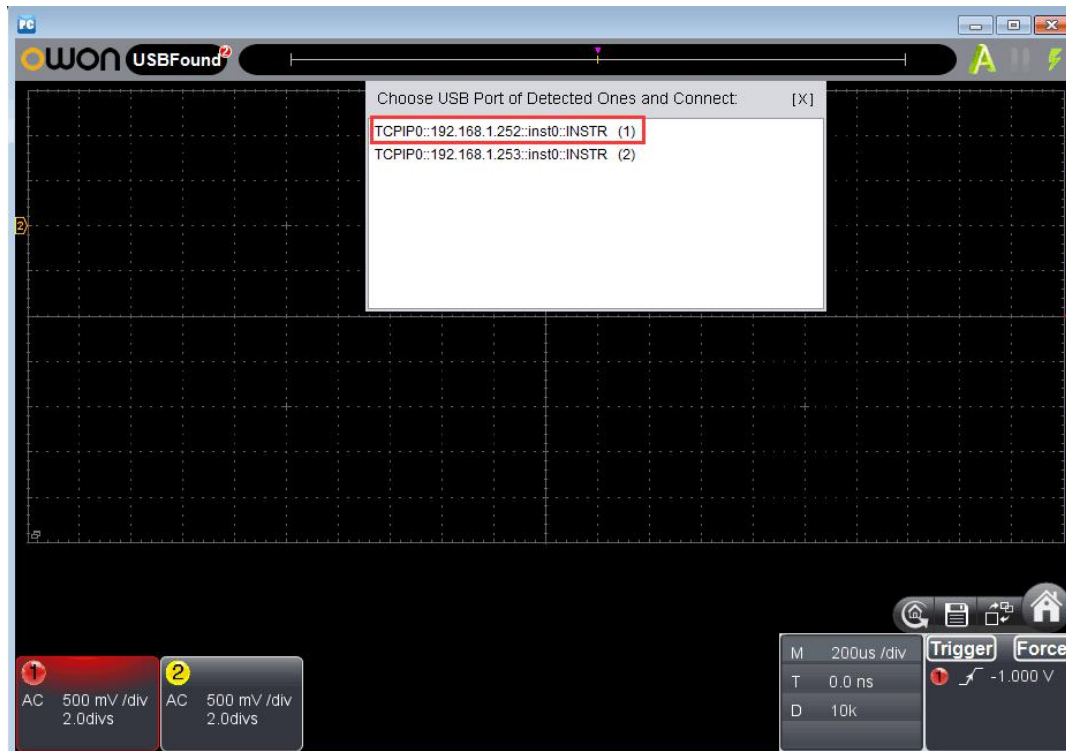 PC
OWON USBFound 2
A
Choose USB Port of Detected Ones and Connect: [X]
TCPIP0::192.168.1.252::inst0::INSTR (1)
TCPIP0::192.168.1.253::inst0::INSTR (2)
2
M 200us /div
T 0.0 ns
D 10k
Trigger Force
1 -1.000 V
1
AC 500 mV /div
2.0divs
2
AC 500 mV /div
2.0divs